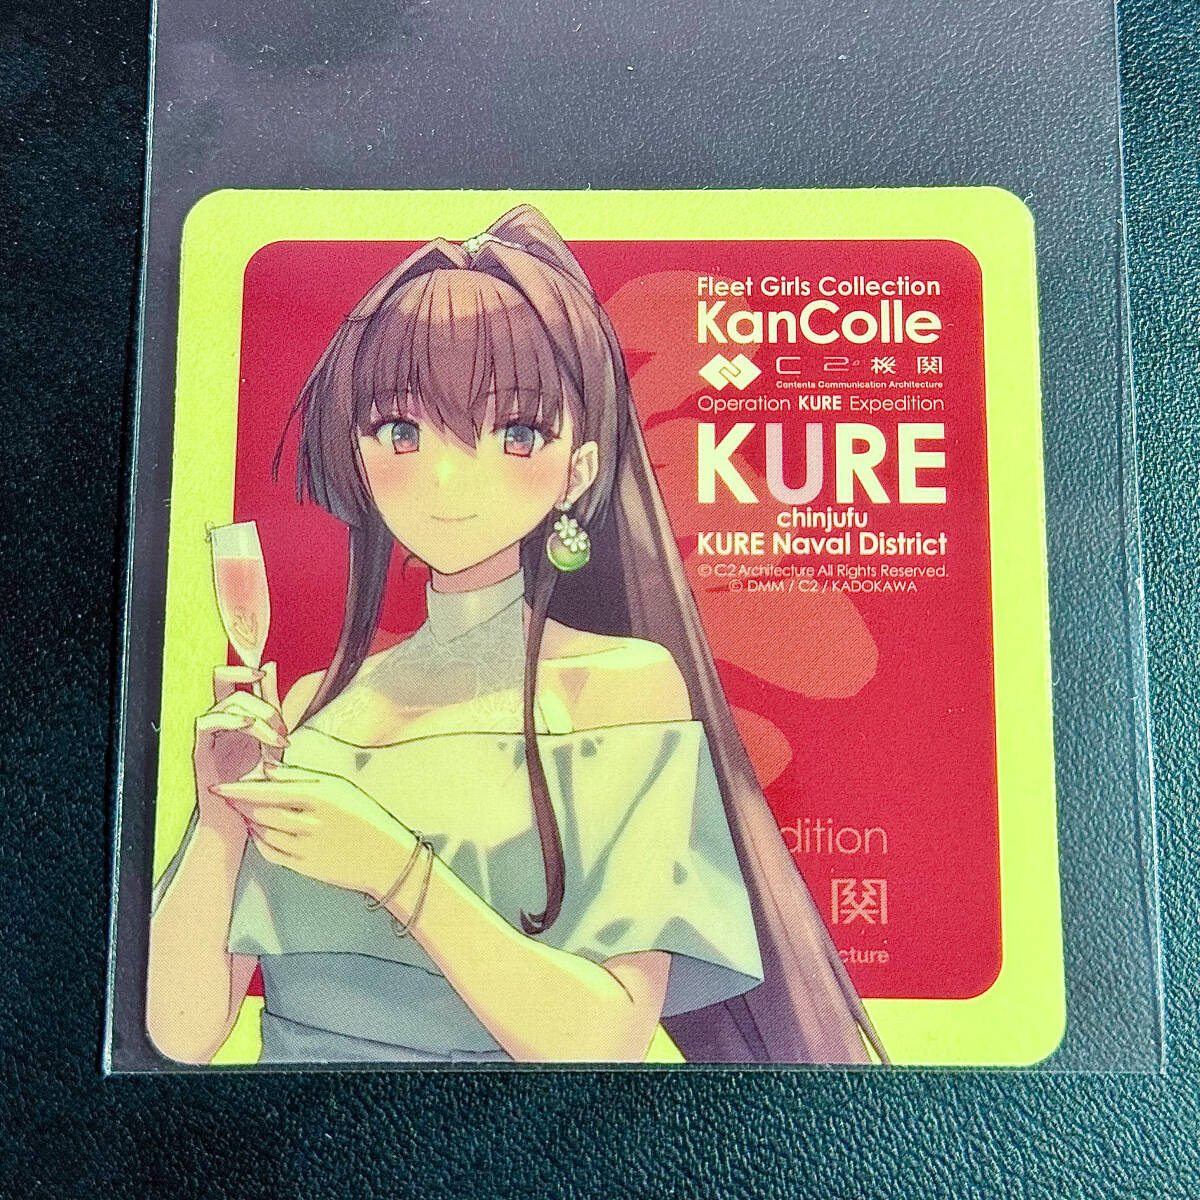 Fleet Girls Collection
KanColle
C2機関
Contents Communication Architecture
Operation KURE Expedition
KURE
chinjufu
KURE Naval District
© C2 Architecture All Rights Reserved.
© DMM / C2 / KADOKAWA
dition
関
cture